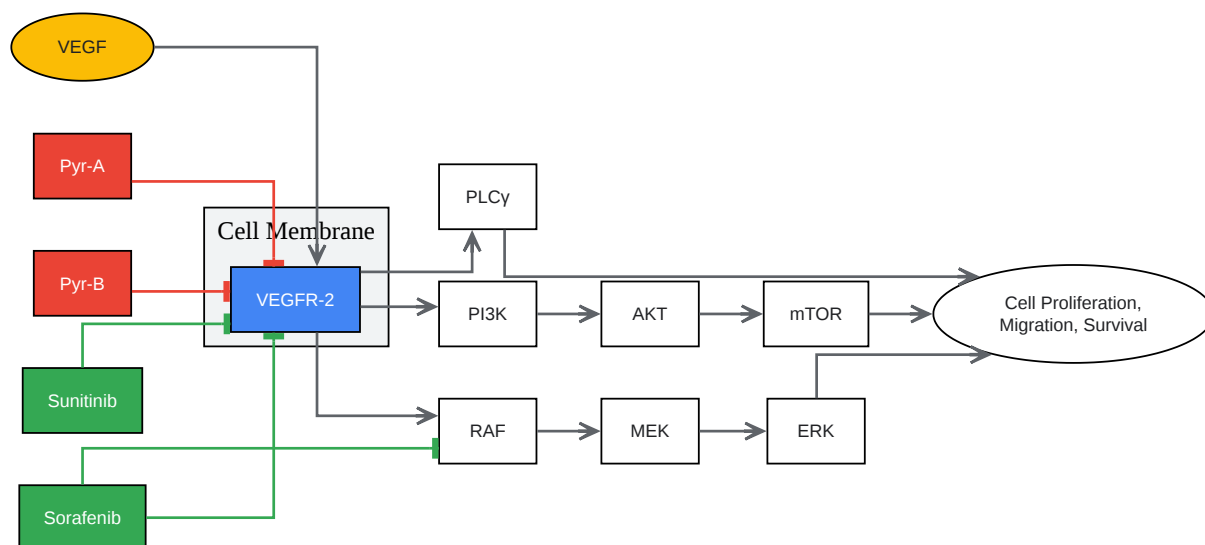 VEGF
Pyr-A
PLCγ
Cell Membrane
Pyr-B
VEGFR-2
PI3K
AKT
mTOR
Cell Proliferation,
Migration, Survival
Sunitinib
RAF
MEK
ERK
Sorafenib